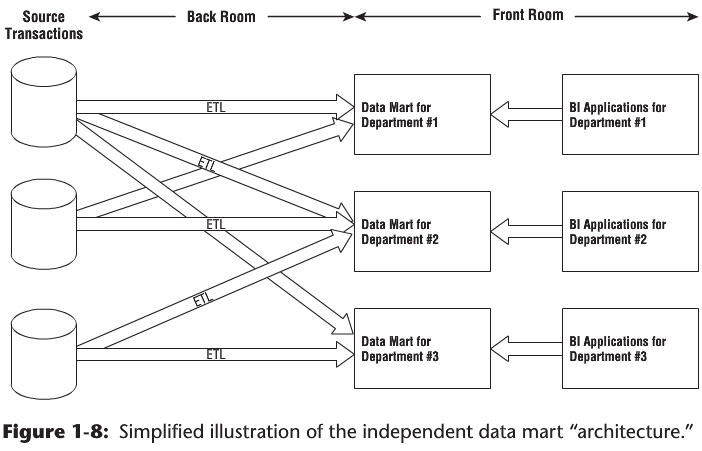 Source
Transactions
Back Room
Front Room
ETL
Data Mart for
Department #1
BI Applications for
Department #1
ETL
ETL
Data Mart for
Department #2
BI Applications for
Department #2
ETL
ETL
Data Mart for
Department #3
BI Applications for
Department #3
Figure 1-8: Simplified illustration of the independent data mart “architecture.”